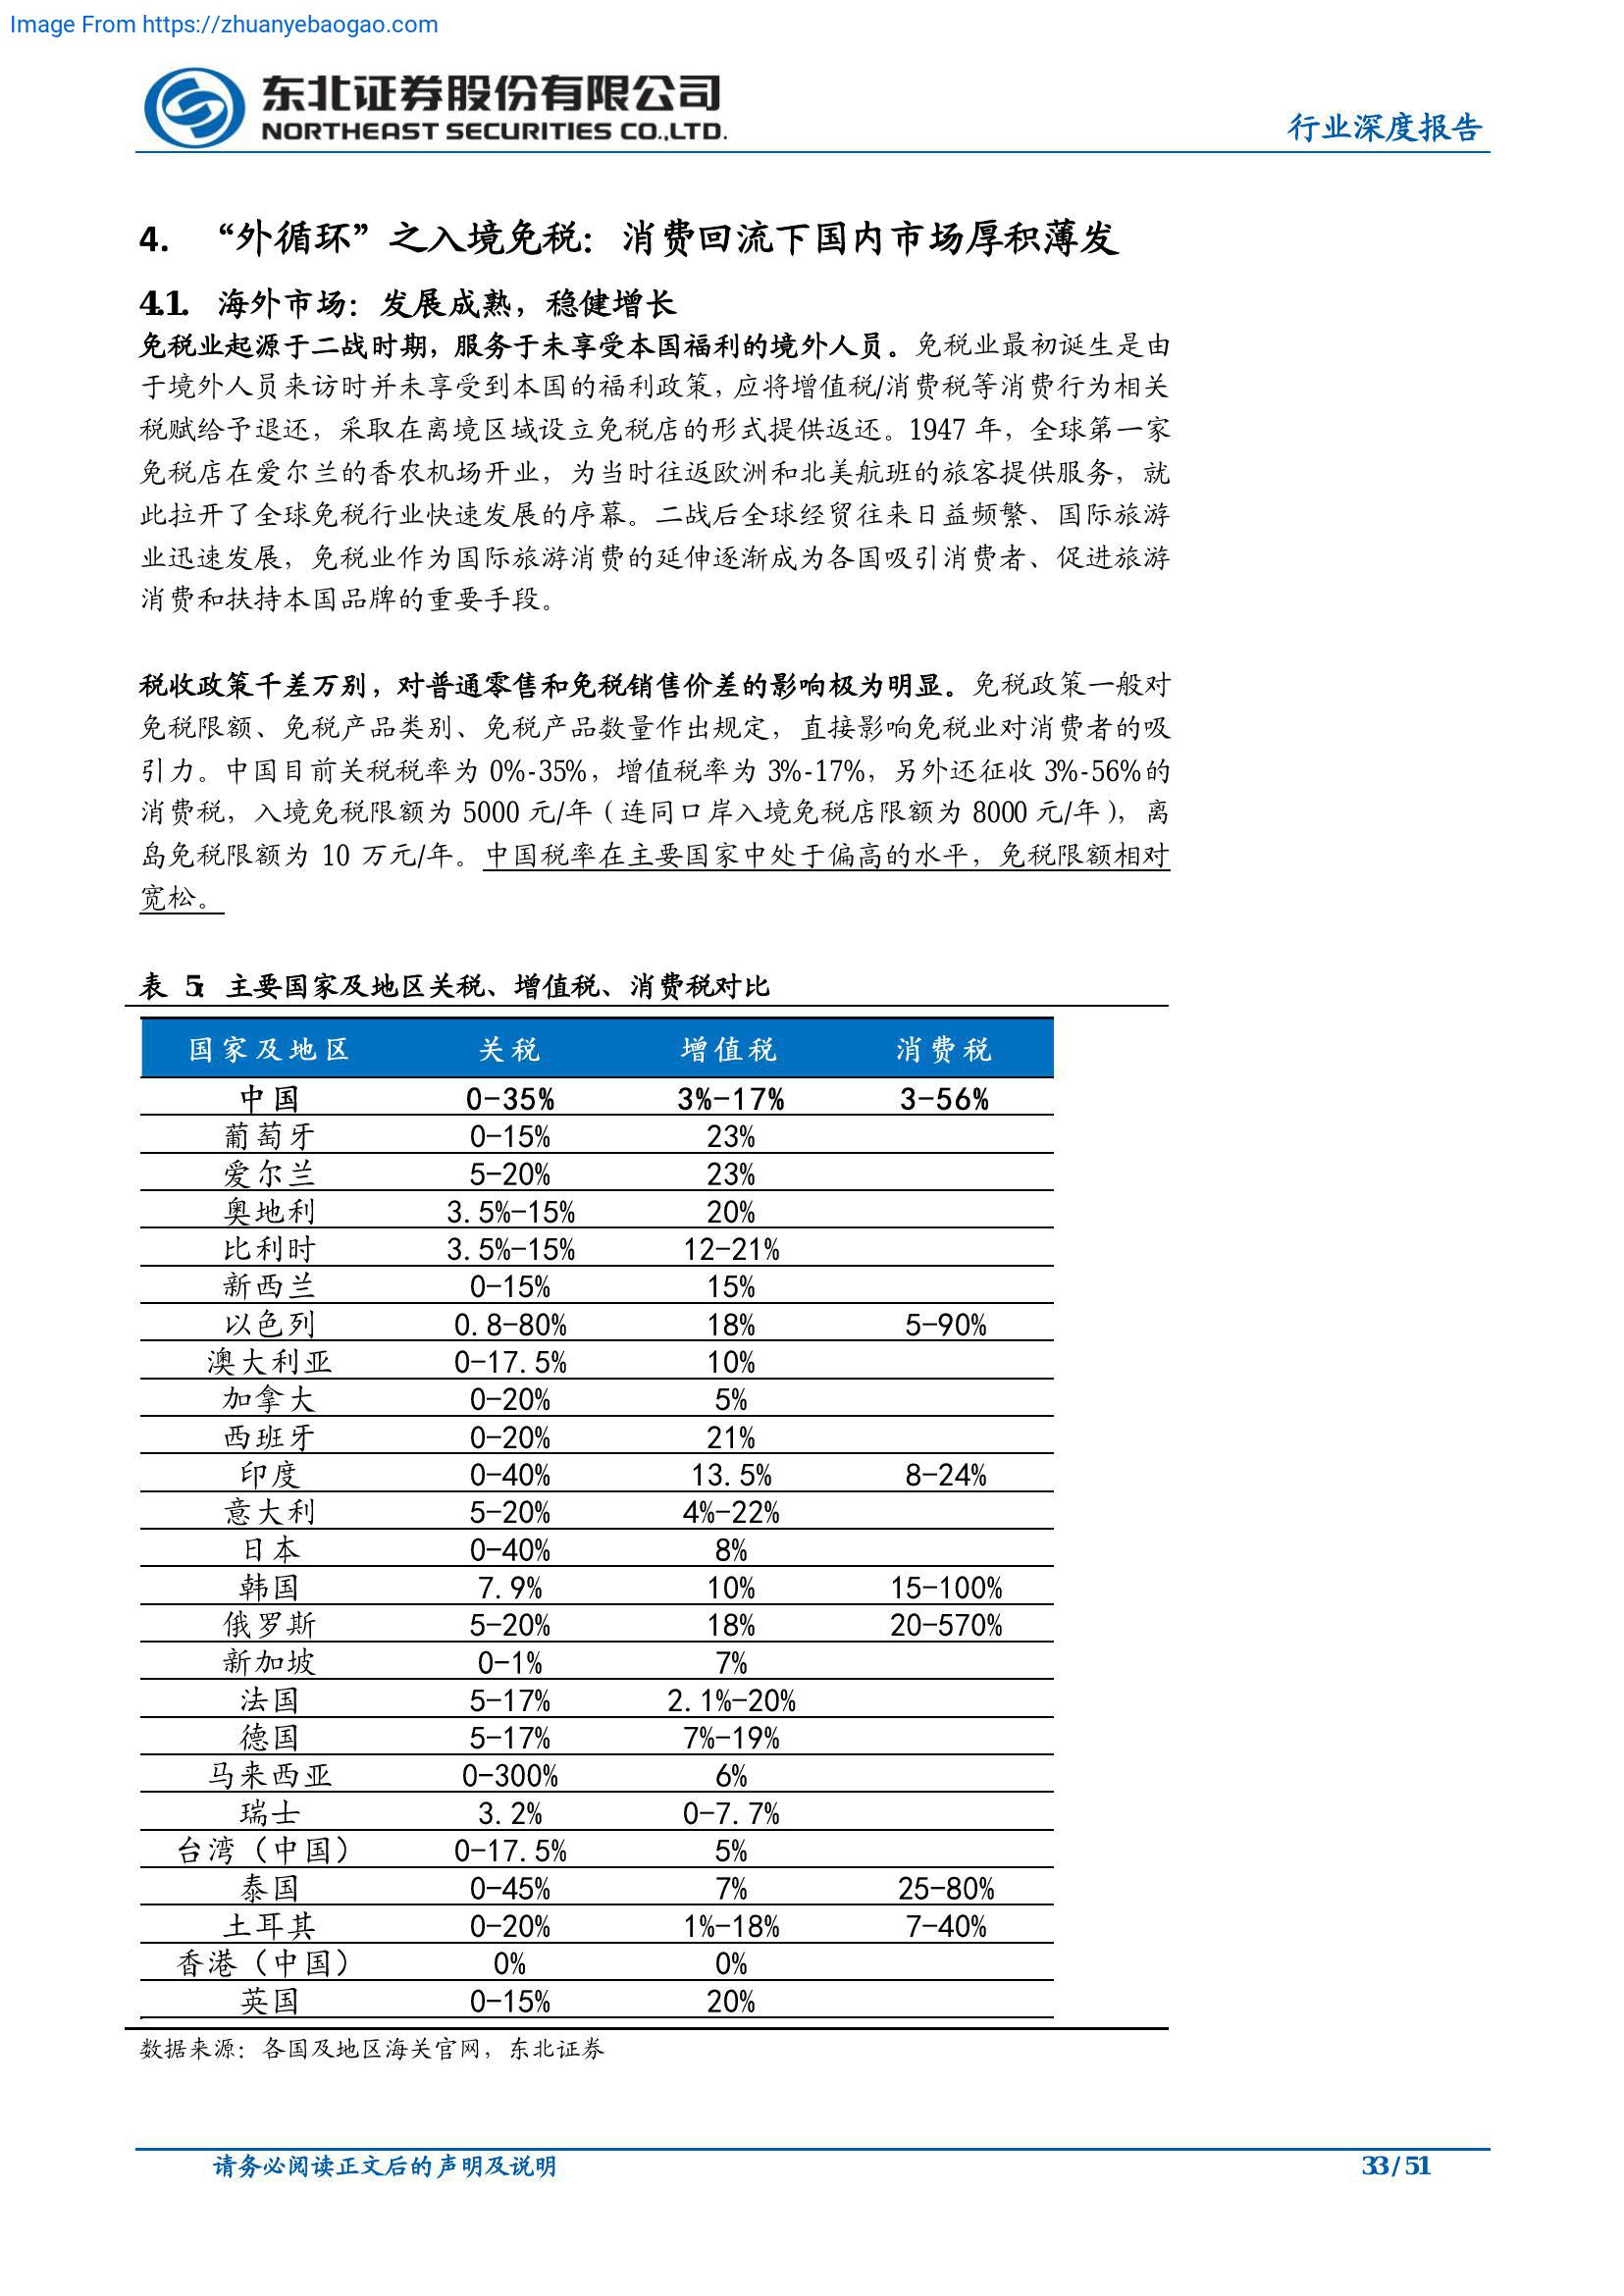 Image From https://zhuanyebaogao.com
东北证券股份有限公司
NORTHEAST SECURITIES CO.,LTD.
行业深度报告
4. “外循环”之入境免税：消费回流下国内市场厚积薄发
4.1. 海外市场：发展成熟，稳健增长
免税业起源于二战时期，服务于未享受本国福利的境外人员。免税业最初诞生是由
于境外人员来访时并未享受到本国的福利政策，应将增值税/消费税等消费行为相关
税赋给予退还，采取在离境区域设立免税店的形式提供返还。1947 年，全球第一家
免税店在爱尔兰的香农机场开业，为当时往返欧洲和北美航班的旅客提供服务，就
此拉开了全球免税行业快速发展的序幕。二战后全球经贸往来日益频繁、国际旅游
业迅速发展，免税业作为国际旅游消费的延伸逐渐成为各国吸引消费者、促进旅游
消费和扶持本国品牌的重要手段。
税收政策千差万别，对普通零售和免税销售价差的影响极为明显。免税政策一般对
免税限额、免税产品类别、免税产品数量作出规定，直接影响免税业对消费者的吸
引力。中国目前关税税率为 0%-35%，增值税率为 3%-17%，另外还征收 3%-56%的
消费税，入境免税限额为 5000 元/年（连同口岸入境免税店限额为 8000 元/年），离
岛免税限额为 10 万元/年。中国税率在主要国家中处于偏高的水平，免税限额相对
宽松。
表 5：主要国家及地区关税、增值税、消费税对比
国家及地区 关税 增值税 消费税
中国 0-35% 3%-17% 3-56%
葡萄牙 0-15% 23%
爱尔兰 5-20% 23%
奥地利 3.5%-15% 20%
比利时 3.5%-15% 12-21%
新西兰 0-15% 15%
以色列 0.8-80% 18% 5-90%
澳大利亚 0-17.5% 10%
加拿大 0-20% 5%
西班牙 0-20% 21%
印度 0-40% 13.5% 8-24%
意大利 5-20% 4%-22%
日本 0-40% 8%
韩国 7.9% 10% 15-100%
俄罗斯 5-20% 18% 20-570%
新加坡 0-1% 7%
法国 5-17% 2.1%-20%
德国 5-17% 7%-19%
马来西亚 0-300% 6%
瑞士 3.2% 0-7.7%
台湾（中国） 0-17.5% 5%
泰国 0-45% 7% 25-80%
土耳其 0-20% 1%-18% 7-40%
香港（中国） 0% 0%
英国 0-15% 20%
数据来源：各国及地区海关官网，东北证券
请务必阅读正文后的声明及说明
33 / 51